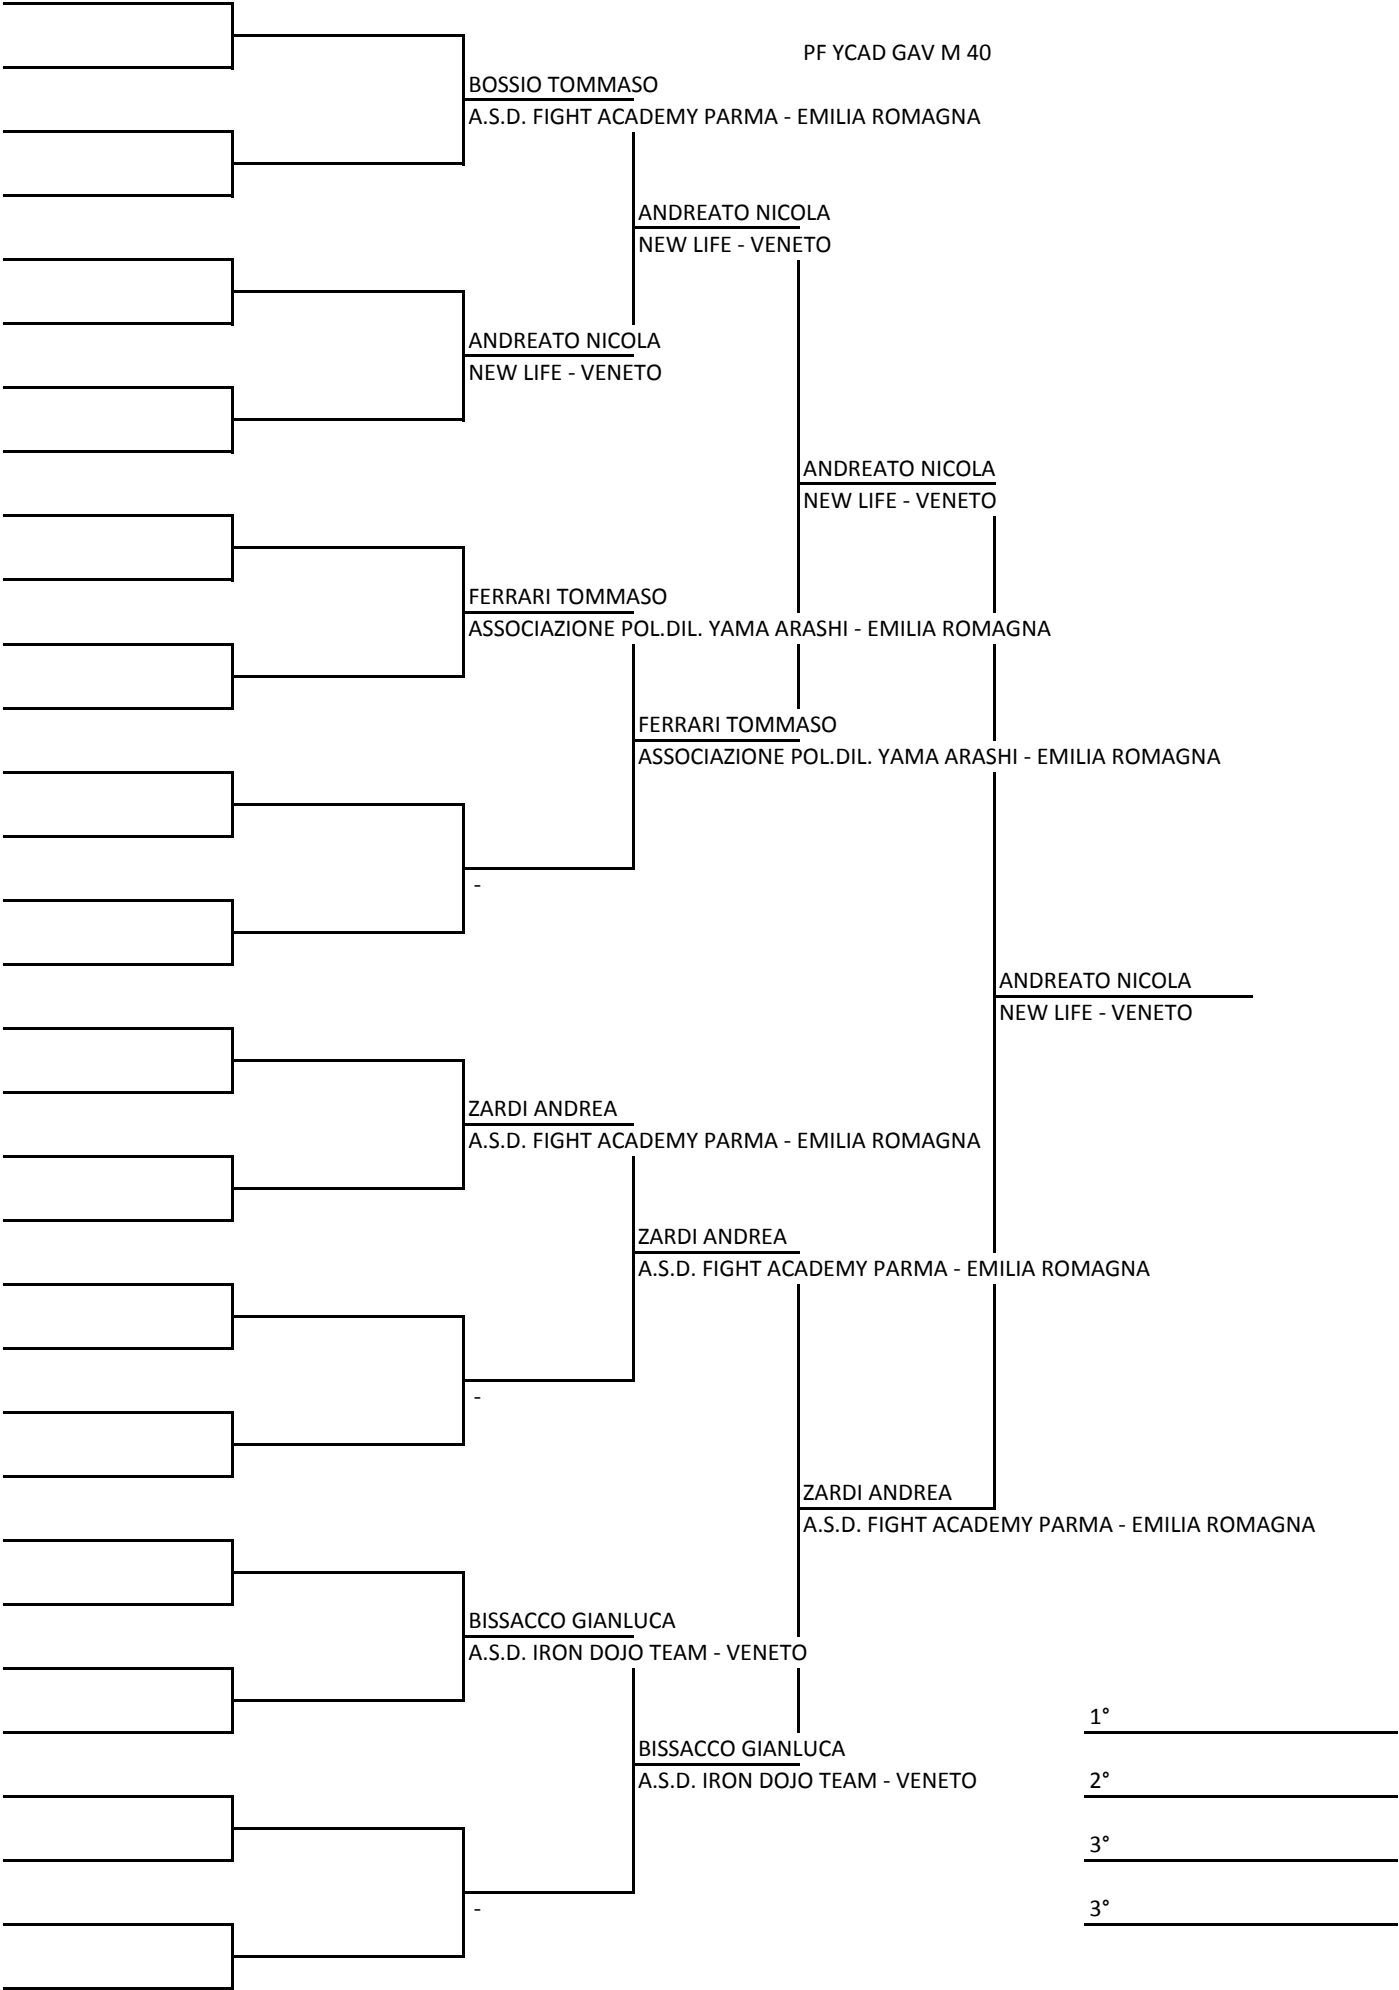 PF YCAD GAV M 40
BOSSIO TOMMASO
A.S.D. FIGHT ACADEMY PARMA - EMILIA ROMAGNA
ANDREATO NICOLA
NEW LIFE - VENETO
ANDREATO NICOLA
NEW LIFE - VENETO
ANDREATO NICOLA
NEW LIFE - VENETO
FERRARI TOMMASO
ASSOCIAZIONE POL.DIL. YAMA ARASHI - EMILIA ROMAGNA
FERRARI TOMMASO
ASSOCIAZIONE POL.DIL. YAMA ARASHI - EMILIA ROMAGNA
-
ANDREATO NICOLA
NEW LIFE - VENETO
ZARDI ANDREA
A.S.D. FIGHT ACADEMY PARMA - EMILIA ROMAGNA
ZARDI ANDREA
A.S.D. FIGHT ACADEMY PARMA - EMILIA ROMAGNA
-
ZARDI ANDREA
A.S.D. FIGHT ACADEMY PARMA - EMILIA ROMAGNA
BISSACCO GIANLUCA
A.S.D. IRON DOJO TEAM - VENETO
BISSACCO GIANLUCA
A.S.D. IRON DOJO TEAM - VENETO
-
1°
2°
3°
3°